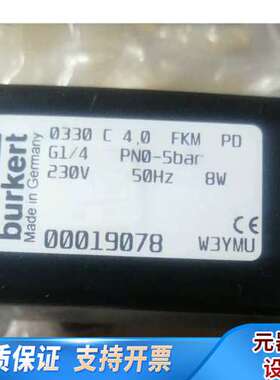 burkert
Made in Germany
0330 C 4,0 FKM PD
G1/4 PN0-5bar
230V 50Hz 8W
CE
00019078 W3YMU
质保证 支持开票
元器
设